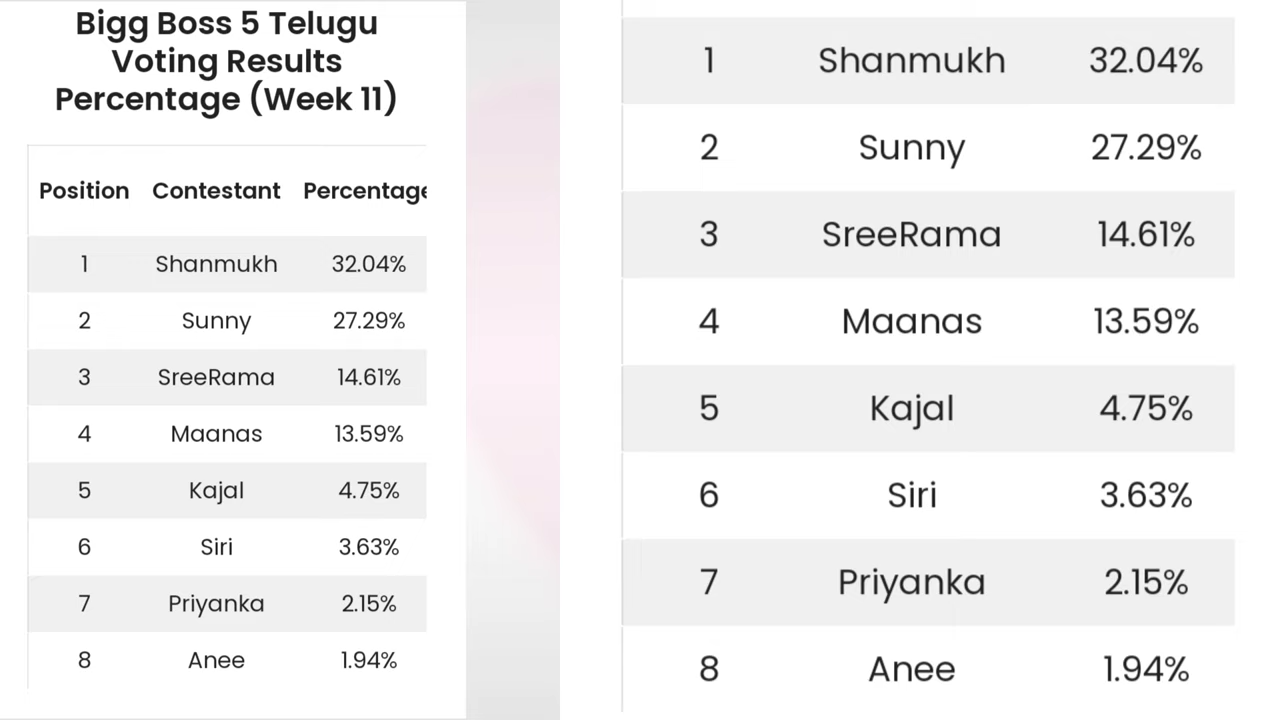 Bigg Boss 5 Telugu
Voting Results
Percentage (Week 11)
Position Contestant Percentage
1 Shanmukh 32.04%
2 Sunny 27.29%
3 SreeRama 14.61%
4 Maanas 13.59%
5 Kajal 4.75%
6 Siri 3.63%
7 Priyanka 2.15%
8 Anee 1.94%
1 Shanmukh 32.04%
2 Sunny 27.29%
3 SreeRama 14.61%
4 Maanas 13.59%
5 Kajal 4.75%
6 Siri 3.63%
7 Priyanka 2.15%
8 Anee 1.94%